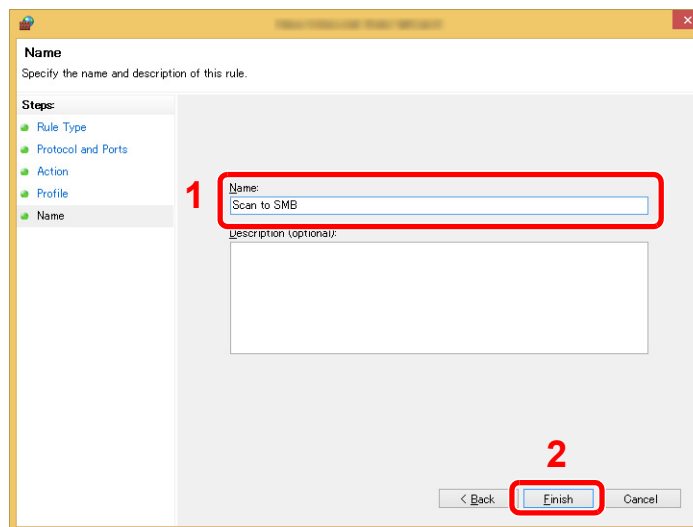 Name
Specify the name and description of this rule.
Steps:
Rule Type
Protocol and Ports
Action
Profile
Name
1
Name:
Scan to SMB
Description (optional):
2
< Back
Finish
Cancel